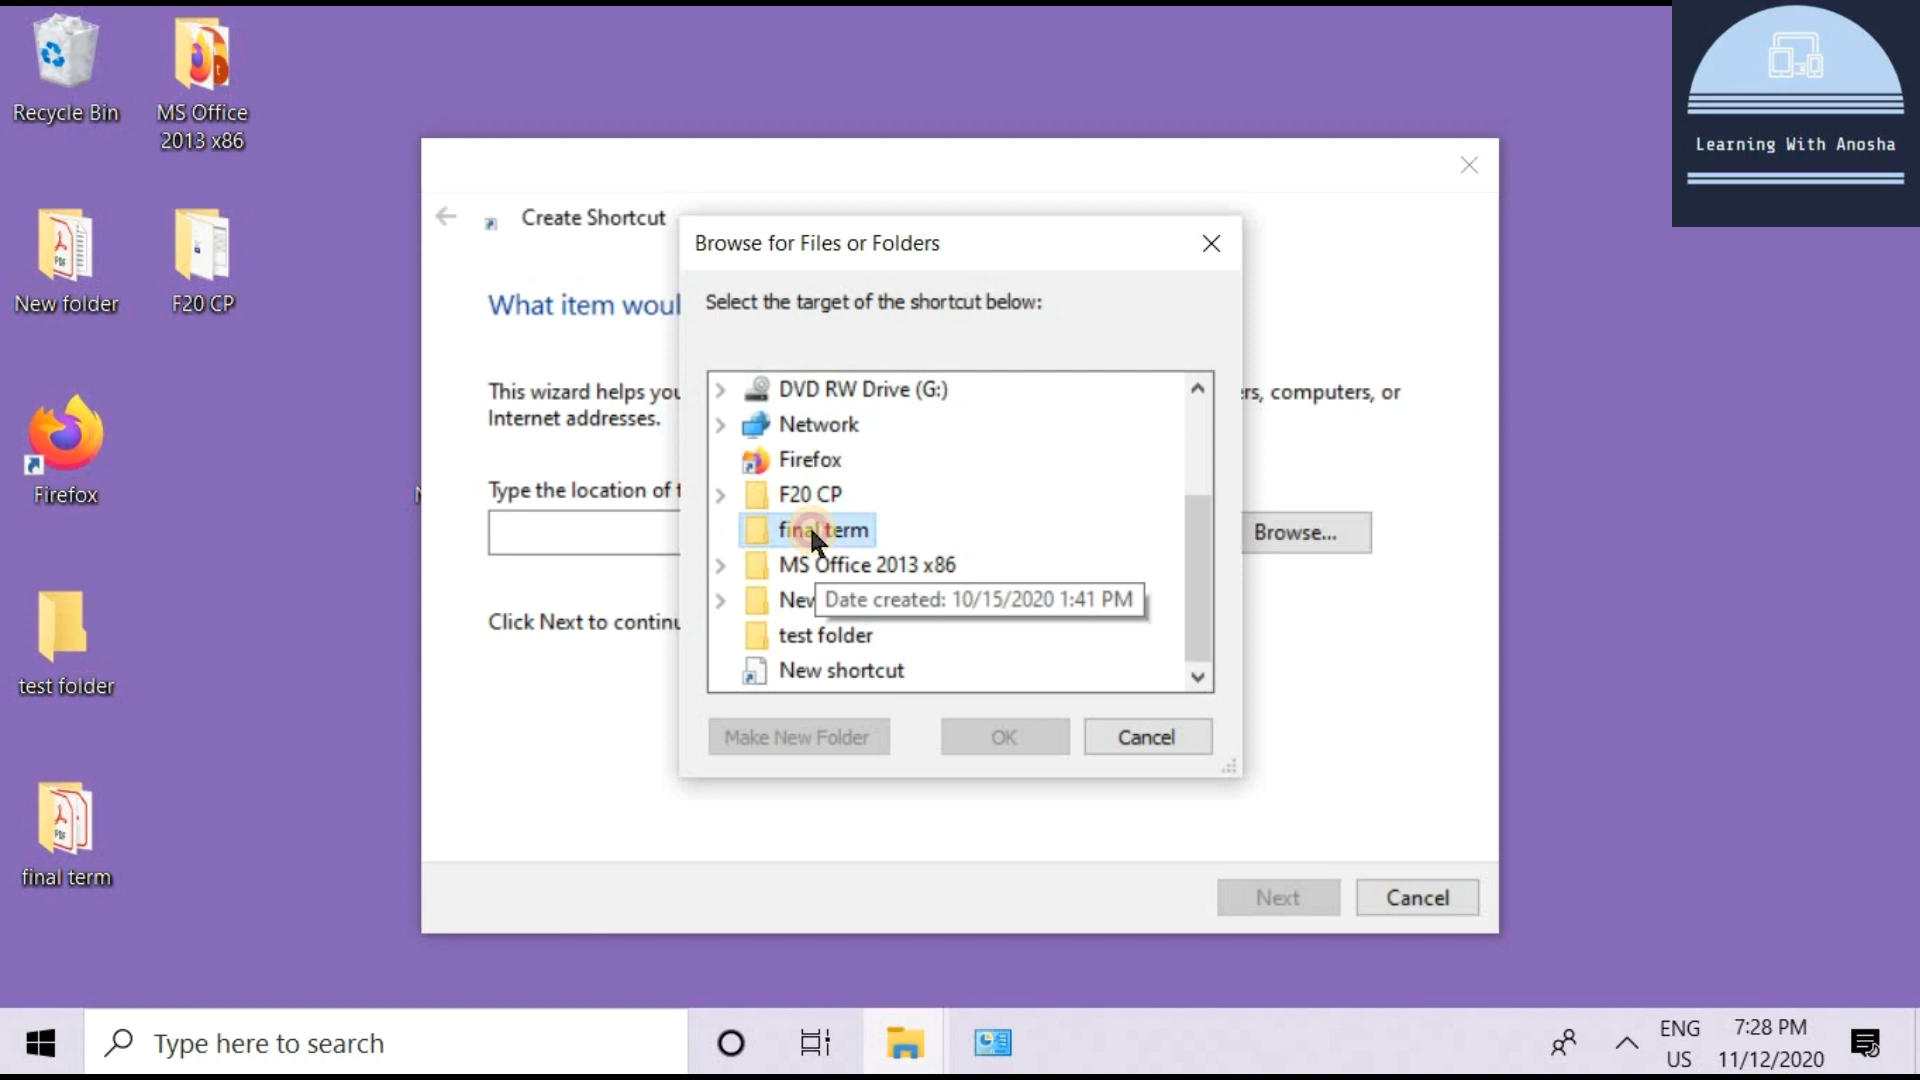 Recycle Bin
MS Office
2013 x86
Learning With Anosha
New folder
F20 CP
Firefox
test folder
final term
Create Shortcut
What item woul
This wizard helps you
rs, computers, or
Internet addresses.
Type the location of t
Browse...
Click Next to continu
Next
Cancel
Browse for Files or Folders
Select the target of the shortcut below:
DVD RW Drive (G:)
Network
Firefox
F20 CP
final term
MS Office 2013 x86
New
Date created: 10/15/2020 1:41 PM
test folder
New shortcut
Make New Folder
OK
Cancel
Type here to search
ENG
US
7:28 PM
11/12/2020